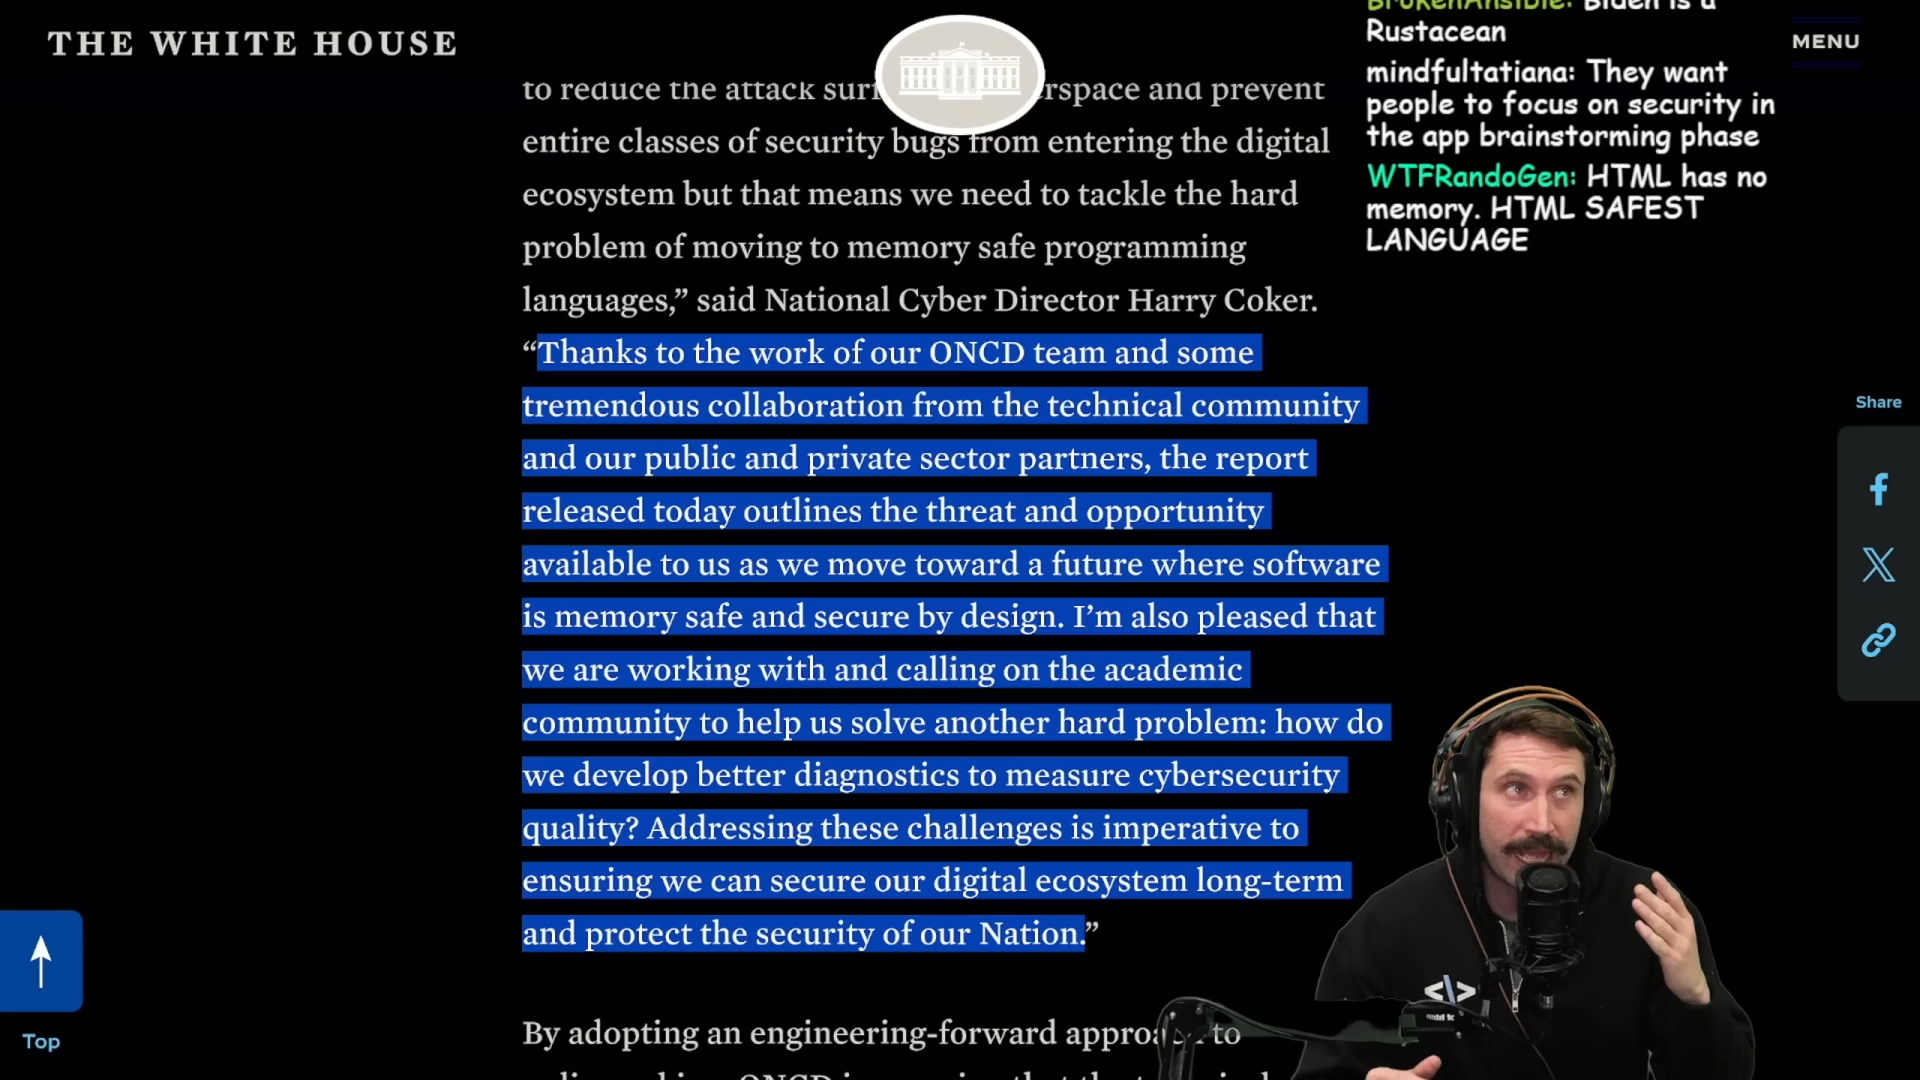 THE WHITE HOUSE
MENU
BrokenAnsible: Biden is a
Rustacean
mindfultatiana: They want
people to focus on security in
the app brainstorming phase
WTFRandoGen: HTML has no
memory. HTML SAFEST
LANGUAGE
to reduce the attack surf rspace and prevent
entire classes of security bugs from entering the digital
ecosystem but that means we need to tackle the hard
problem of moving to memory safe programming
languages,” said National Cyber Director Harry Coker.
“Thanks to the work of our ONCD team and some
tremendous collaboration from the technical community
and our public and private sector partners, the report
released today outlines the threat and opportunity
available to us as we move toward a future where software
is memory safe and secure by design. I’m also pleased that
we are working with and calling on the academic
community to help us solve another hard problem: how do
we develop better diagnostics to measure cybersecurity
quality? Addressing these challenges is imperative to
ensuring we can secure our digital ecosystem long-term
and protect the security of our Nation.”
By adopting an engineering-forward approa to
Share
Top